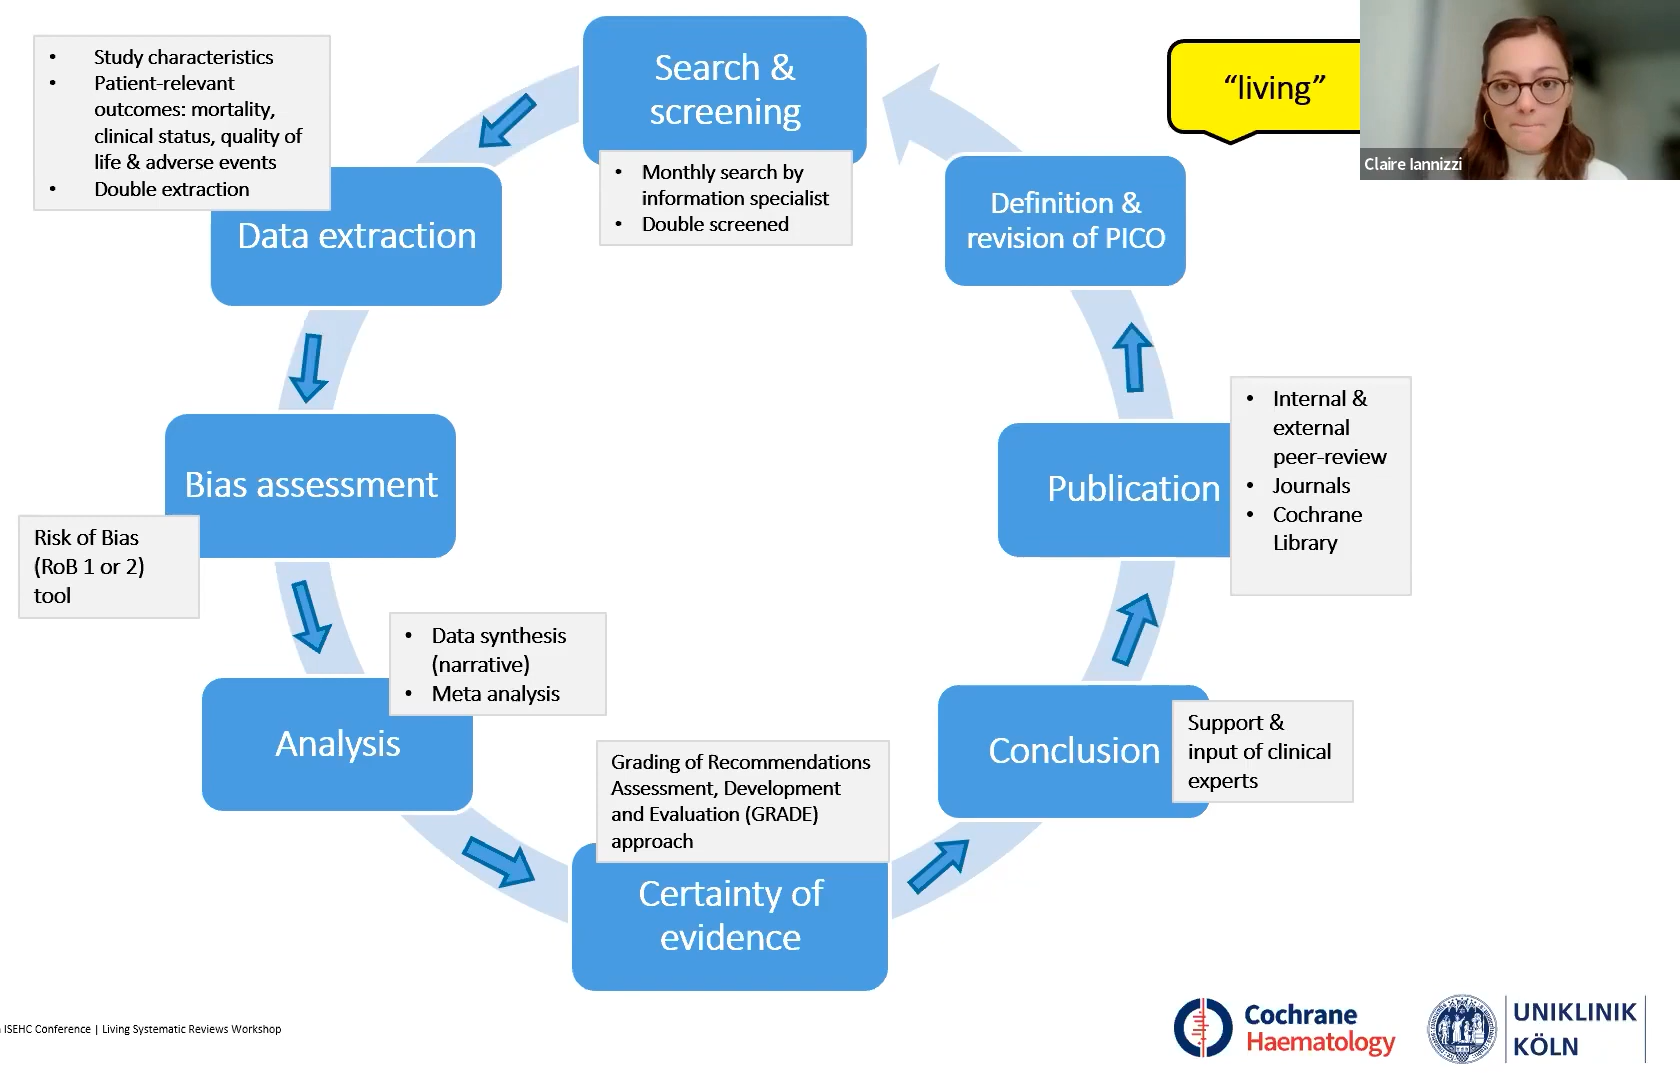 • Study characteristics
• Patient-relevant
outcomes: mortality,
clinical status, quality of
life & adverse events
• Double extraction
Data extraction
Search &
screening
• Monthly search by
information specialist
• Double screened
"living"
Claire Iannizzi
Definition &
revision of PICO
Bias assessment
Risk of Bias
(RoB 1 or 2)
tool
Publication
• Internal &
external
peer-review
• Journals
• Cochrane
Library
• Data synthesis
(narrative)
• Meta analysis
Analysis
Grading of Recommendations
Assessment, Development
and Evaluation (GRADE)
approach
Certainty of
evidence
Conclusion
Support &
input of clinical
experts
ISEHC Conference | Living Systematic Reviews Workshop
Cochrane
Haematology
UNIKLINIK
KÖLN